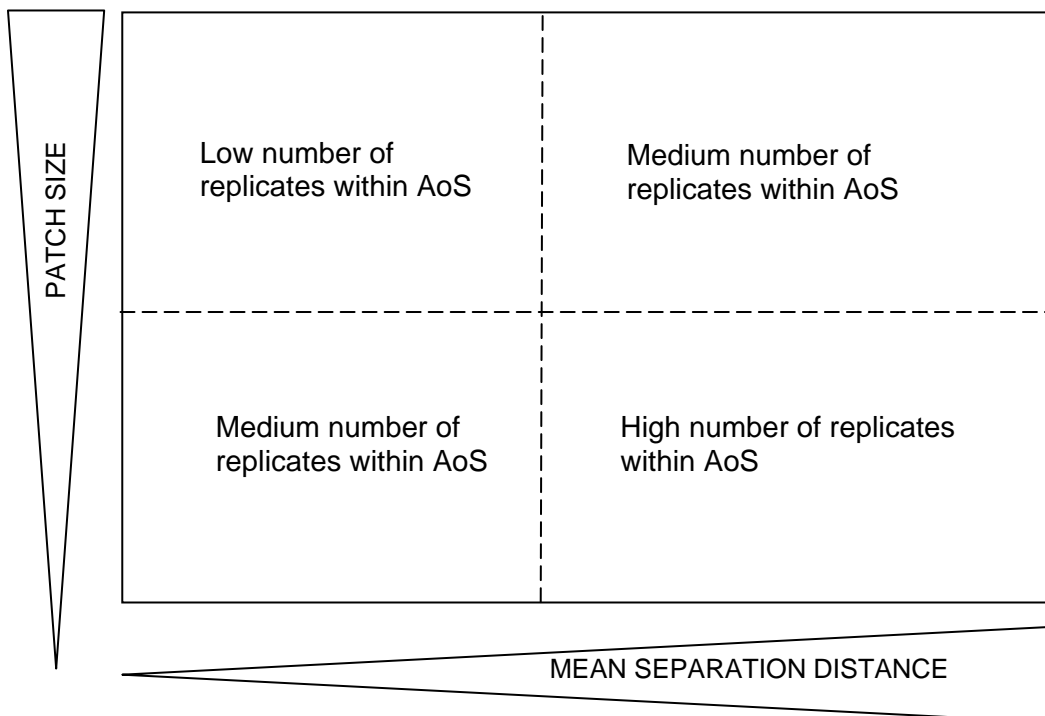 PATCH SIZE
Low number of
replicates within AoS
Medium number of
replicates within AoS
Medium number of
replicates within AoS
High number of replicates
within AoS
MEAN SEPARATION DISTANCE